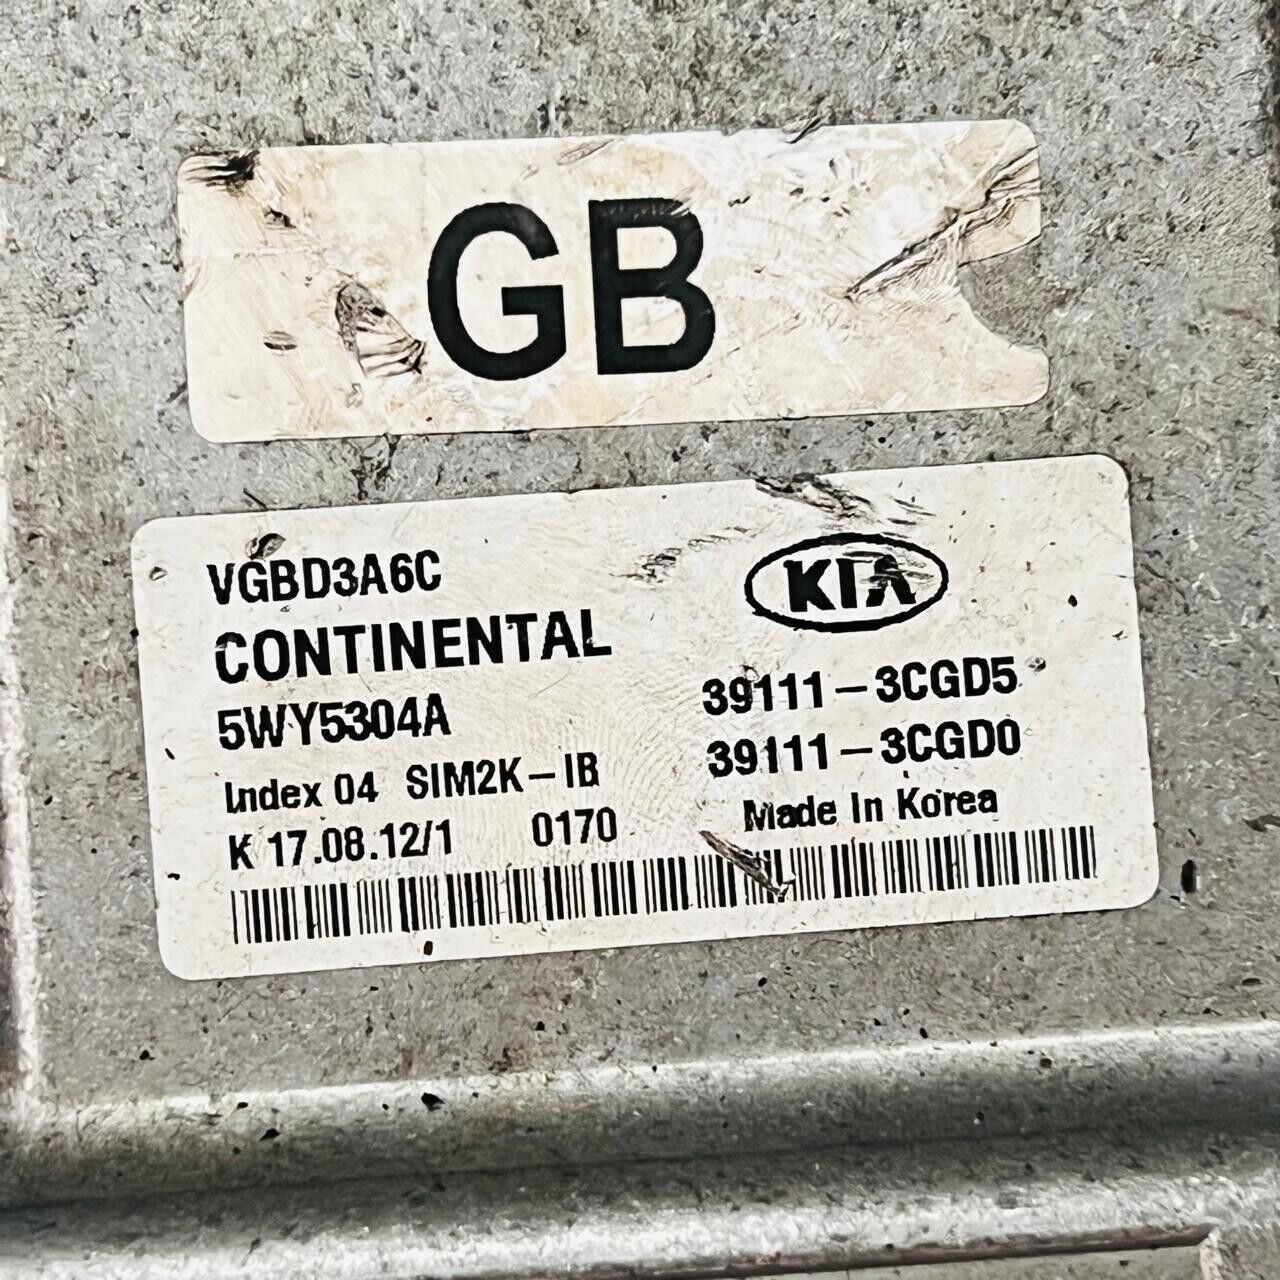 GB
VGBD3A6C
CONTINENTAL
5WY5304A
Index 04 SIM2K-IB
K 17.08.12/1 0170
KIA
39111-3CGD5
39111-3CGD0
Made In Korea